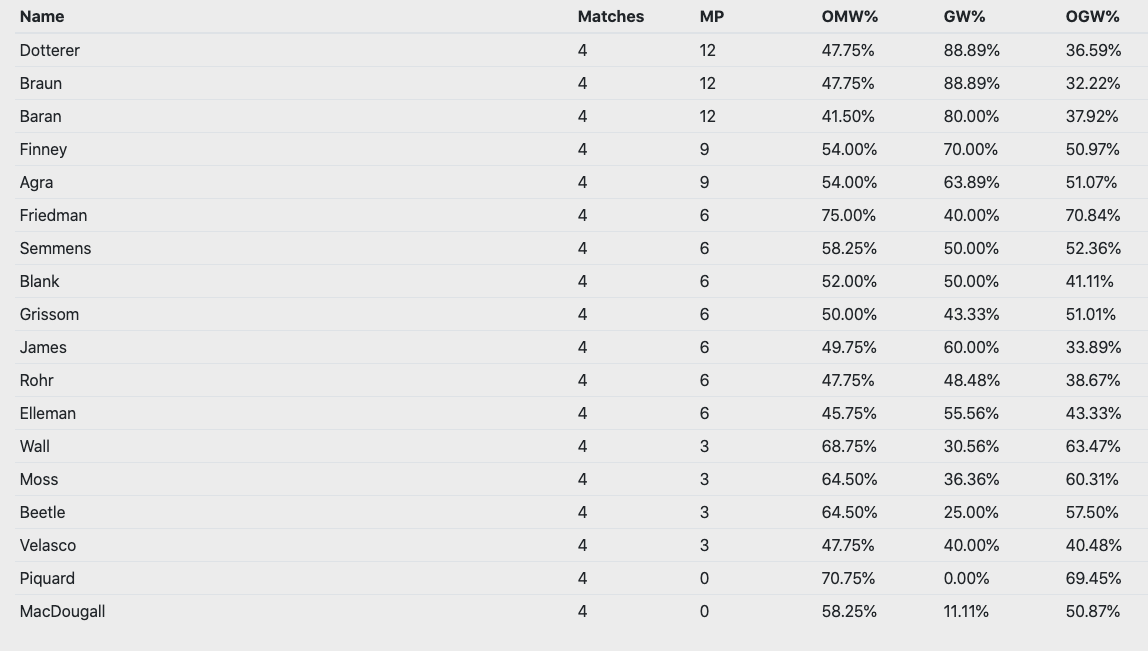 Name Matches MP OMW% GW% OGW%
Dotterer 4 12 47.75% 88.89% 36.59%
Braun 4 12 47.75% 88.89% 32.22%
Baran 4 12 41.50% 80.00% 37.92%
Finney 4 9 54.00% 70.00% 50.97%
Agra 4 9 54.00% 63.89% 51.07%
Friedman 4 6 75.00% 40.00% 70.84%
Semmens 4 6 58.25% 50.00% 52.36%
Blank 4 6 52.00% 50.00% 41.11%
Grissom 4 6 50.00% 43.33% 51.01%
James 4 6 49.75% 60.00% 33.89%
Rohr 4 6 47.75% 48.48% 38.67%
Elleman 4 6 45.75% 55.56% 43.33%
Wall 4 3 68.75% 30.56% 63.47%
Moss 4 3 64.50% 36.36% 60.31%
Beetle 4 3 64.50% 25.00% 57.50%
Velasco 4 3 47.75% 40.00% 40.48%
Piquard 4 0 70.75% 0.00% 69.45%
MacDougall 4 0 58.25% 11.11% 50.87%